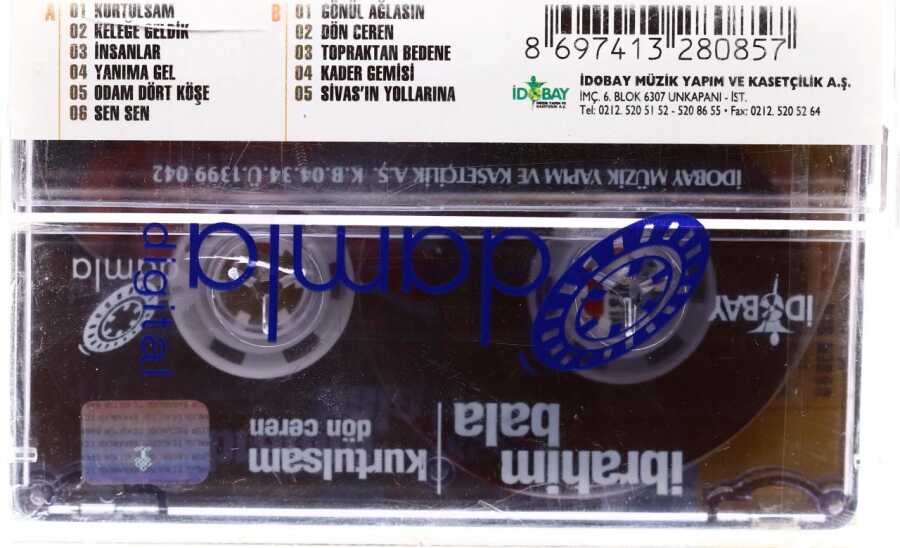 A
01 KURTULSAM
02 KELEĞE GELDİK
03 İNSANLAR
04 YANIMA GEL
05 ODAM DÖRT KÖŞE
06 SEN SEN
B
01 GÖNÜL AĞLASIN
02 DÖN CEREN
03 TOPRAKTAN BEDENE
04 KADER GEMİSİ
05 SİVAS'IN YOLLARINA
8 697413 280857
İDOBAY
İDOBAY MÜZİK YAPIM VE KASETÇİLİK A.Ş.
İMÇ. 6. BLOK 6307 UNKAPANI - İST.
Tel: 0212. 520 51 52 - 520 86 55 • Fax: 0212. 520 52 64
İDOBAY MÜZİK YAPIM VE KASETÇİLİK A.Ş. K.B.04.34.Ü.1399 042
damla
digital
damla
İDOBAY
ibrahim
bala
kurtulsam
dön ceren